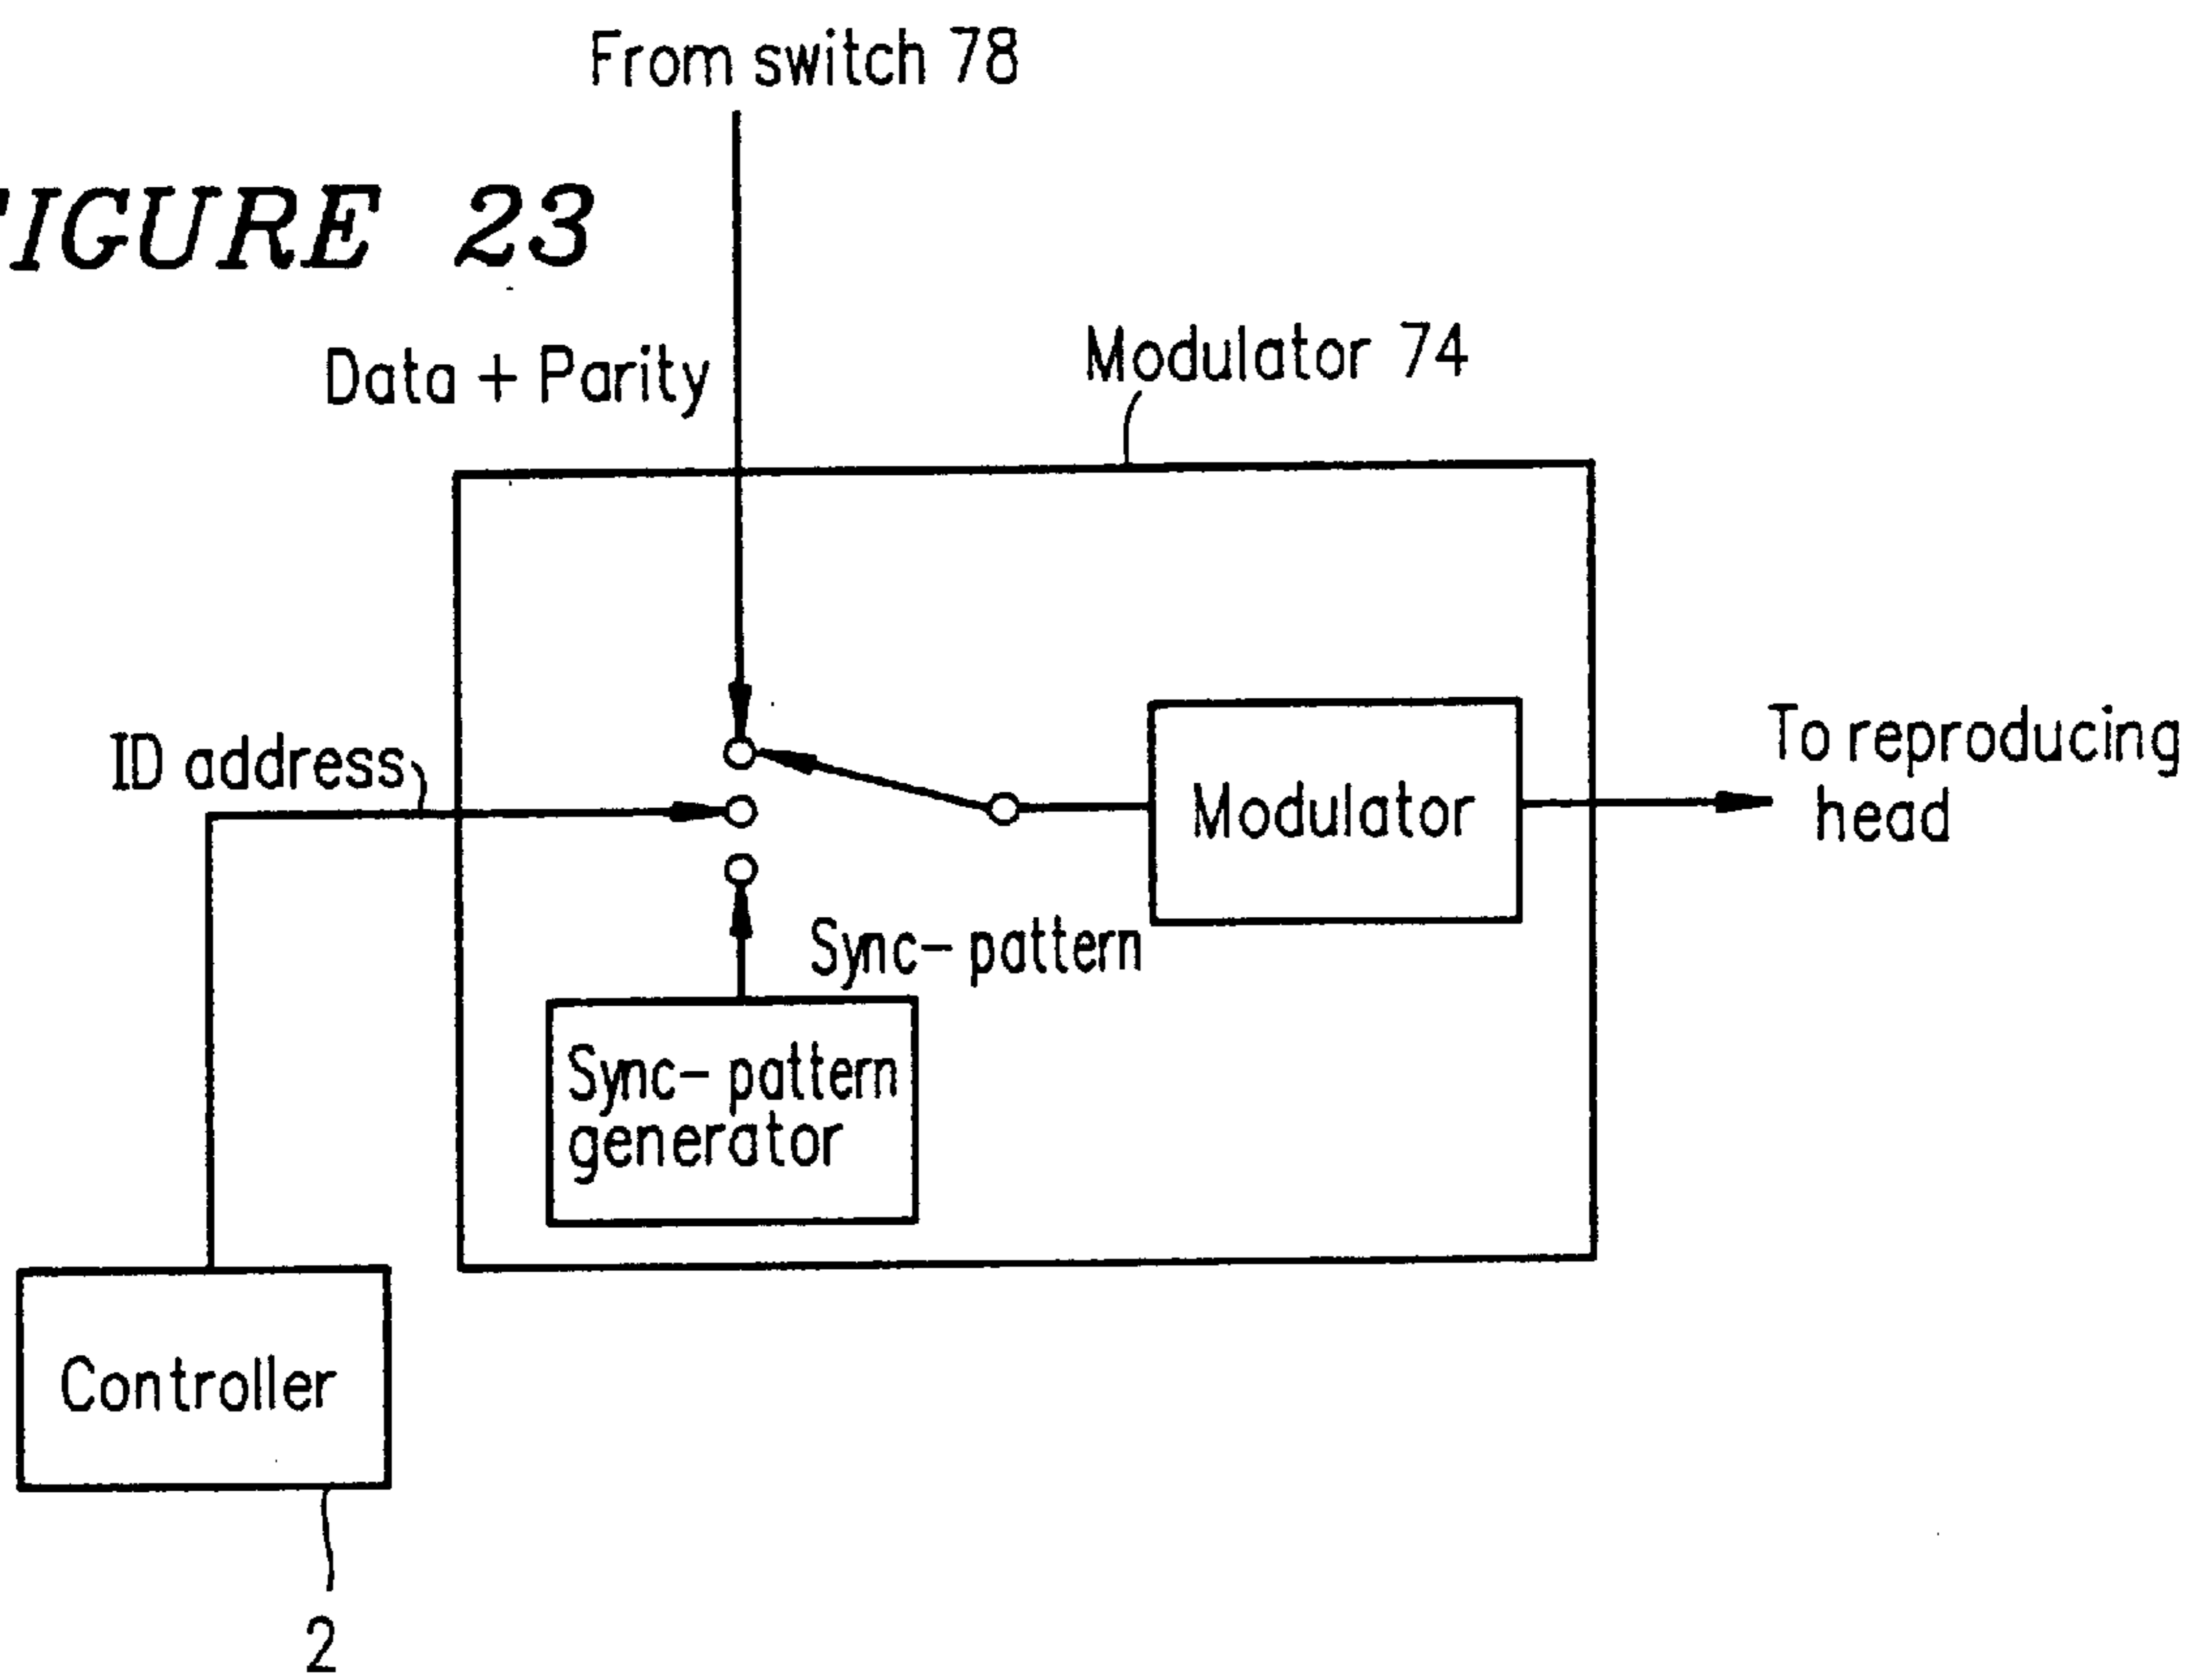 From switch 78
FIGURE 23
Data + Parity
Modulator 74
ID address
To reproducing
head
Modulator
Sync- pattern
Sync- pattern
generator
Controller
2